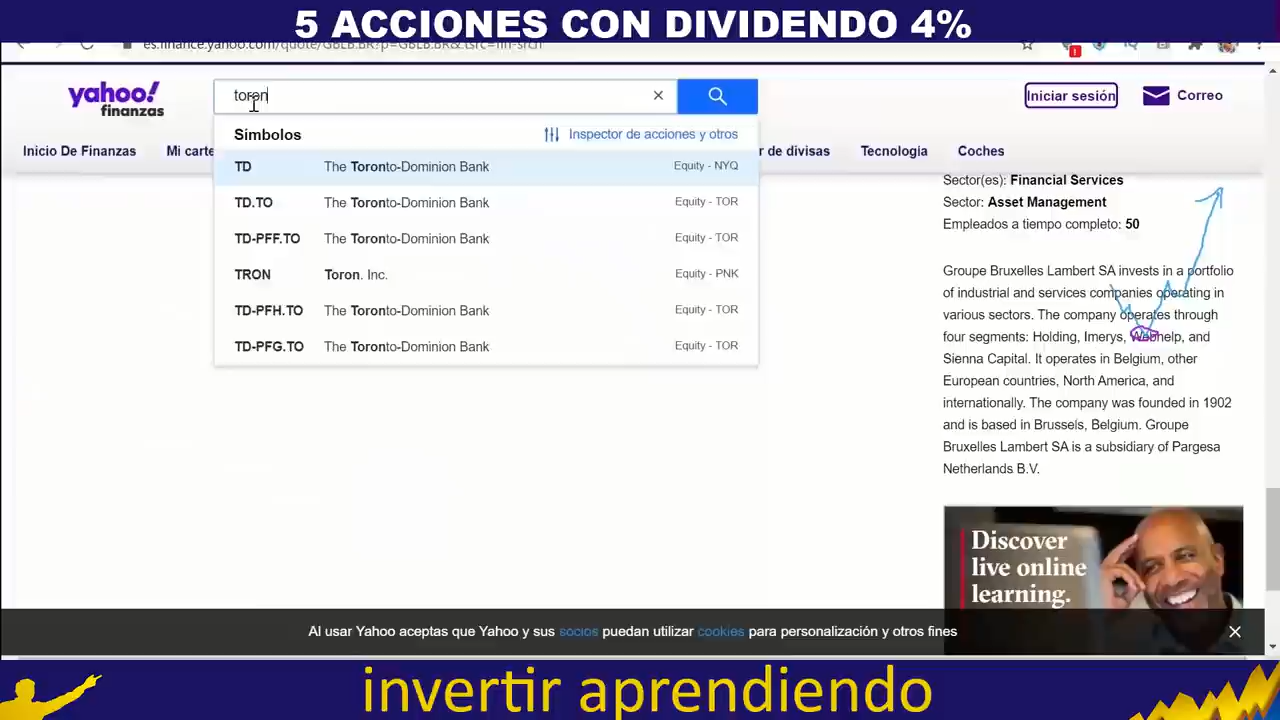 5 ACCIONES CON DIVIDENDO 4%
es.finance.yahoo.com/quote/GBLB.BR?p=GBLB.BR&.tsrc=fin-srch
yahoo!
finanzas
toron
Iniciar sesión
Correo
Símbolos
Inspector de acciones y otros
Inicio De Finanzas
Mi carte
r de divisas
Tecnología
Coches
TD The Toronto-Dominion Bank Equity - NYQ
TD.TO The Toronto-Dominion Bank Equity - TOR
TD-PFF.TO The Toronto-Dominion Bank Equity - TOR
TRON Toron. Inc. Equity - PNK
TD-PFH.TO The Toronto-Dominion Bank Equity - TOR
TD-PFG.TO The Toronto-Dominion Bank Equity - TOR
Sector(es): Financial Services
Sector: Asset Management
Empleados a tiempo completo: 50
Groupe Bruxelles Lambert SA invests in a portfolio
of industrial and services companies operating in
various sectors. The company operates through
four segments: Holding, Imerys, Webhelp, and
Sienna Capital. It operates in Belgium, other
European countries, North America, and
internationally. The company was founded in 1902
and is based in Brussels, Belgium. Groupe
Bruxelles Lambert SA is a subsidiary of Pargesa
Netherlands B.V.
Discover
live online
learning.
Al usar Yahoo aceptas que Yahoo y sus socios puedan utilizar cookies para personalización y otros fines
invertir aprendiendo